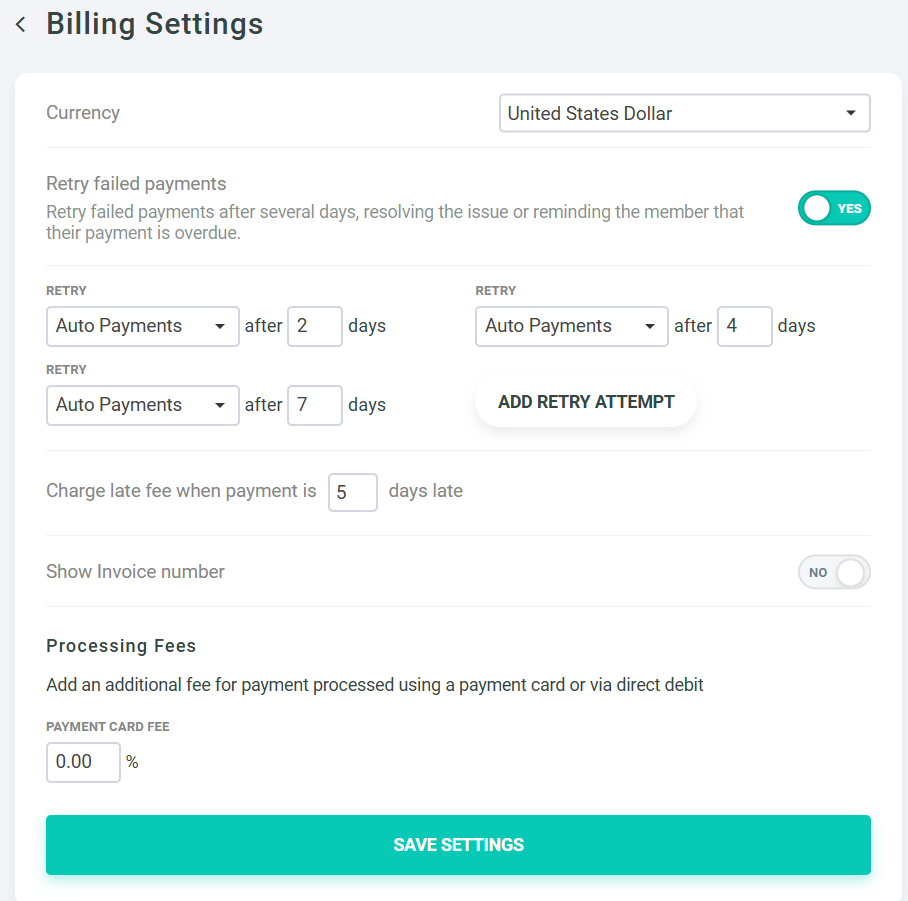 Billing Settings
Currency
United States Dollar
Retry failed payments
Retry failed payments after several days, resolving the issue or reminding the member that
their payment is overdue.
YES
RETRY
Auto Payments after 2 days
RETRY
Auto Payments after 4 days
RETRY
Auto Payments after 7 days
ADD RETRY ATTEMPT
Charge late fee when payment is 5 days late
Show Invoice number
NO
Processing Fees
Add an additional fee for payment processed using a payment card or via direct debit
PAYMENT CARD FEE
0.00 %
SAVE SETTINGS